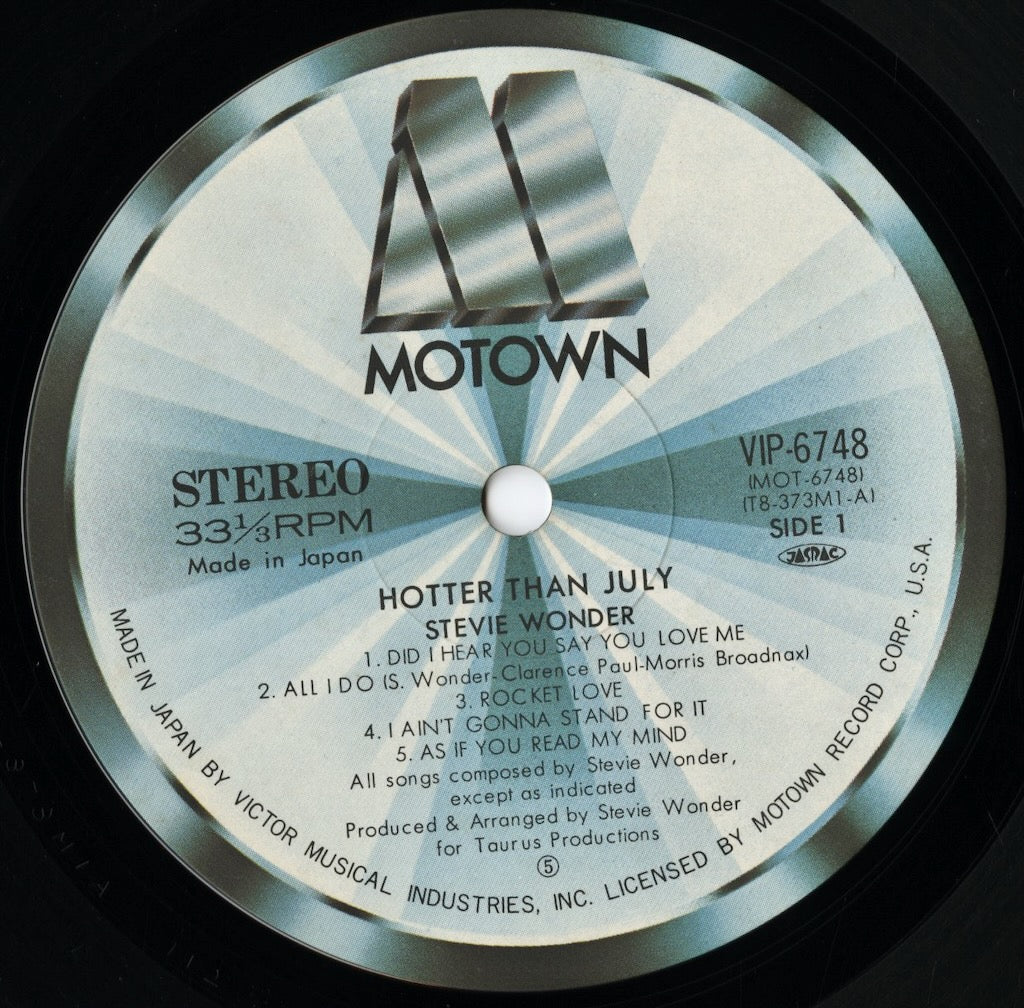 MOTOWN
STEREO
33⅓RPM
Made in Japan
VIP-6748
(MOT-6748)
(T8-373M1-A)
SIDE 1
JASRAC
HOTTER THAN JULY
STEVIE WONDER
1. DID I HEAR YOU SAY YOU LOVE ME
2. ALL I DO (S. Wonder-Clarence Paul-Morris Broadnax)
3. ROCKET LOVE
4. I AIN'T GONNA STAND FOR IT
5. AS IF YOU READ MY MIND
All songs composed by Stevie Wonder,
except as indicated
Produced & Arranged by Stevie Wonder
for Taurus Productions
⑤
MADE IN JAPAN BY VICTOR MUSICAL INDUSTRIES, INC. LICENSED BY MOTOWN RECORD CORP., U.S.A.